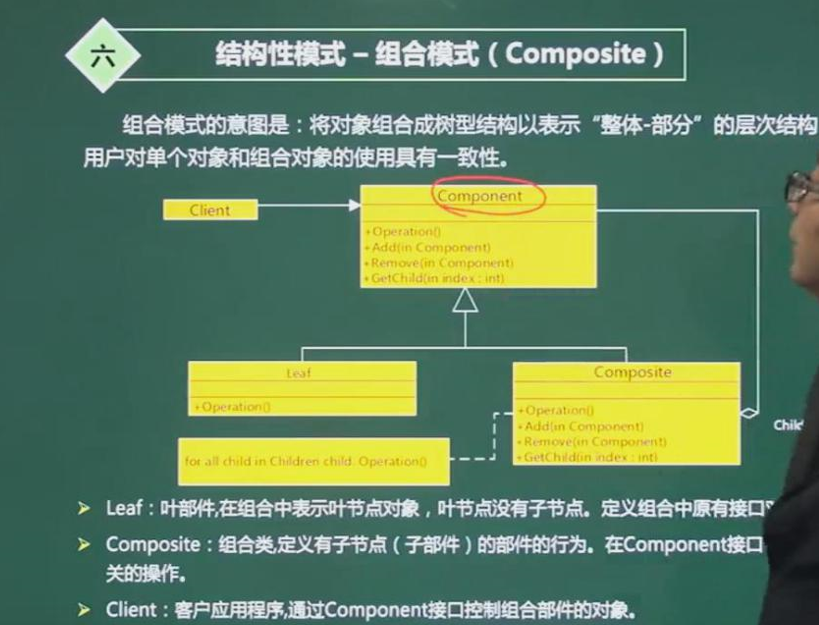 六
结构性模式 – 组合模式（Composite）
组合模式的意图是：将对象组合成树型结构以表示“整体-部分”的层次结构
用户对单个对象和组合对象的使用具有一致性。
Client
Component
+Operation()
+Add(in Component)
+Remove(in Component)
+GetChild(in index : int)
Leaf
+Operation()
Composite
+Operation()
+Add(in Component)
+Remove(in Component)
+GetChild(in index : int)
for all child in Children child. Operation()
Leaf：叶部件,在组合中表示叶节点对象，叶节点没有子节点。定义组合中原有接口
Composite：组合类,定义有子节点（子部件）的部件的行为。在Component接口
关的操作。
Client：客户应用程序,通过Component接口控制组合部件的对象。